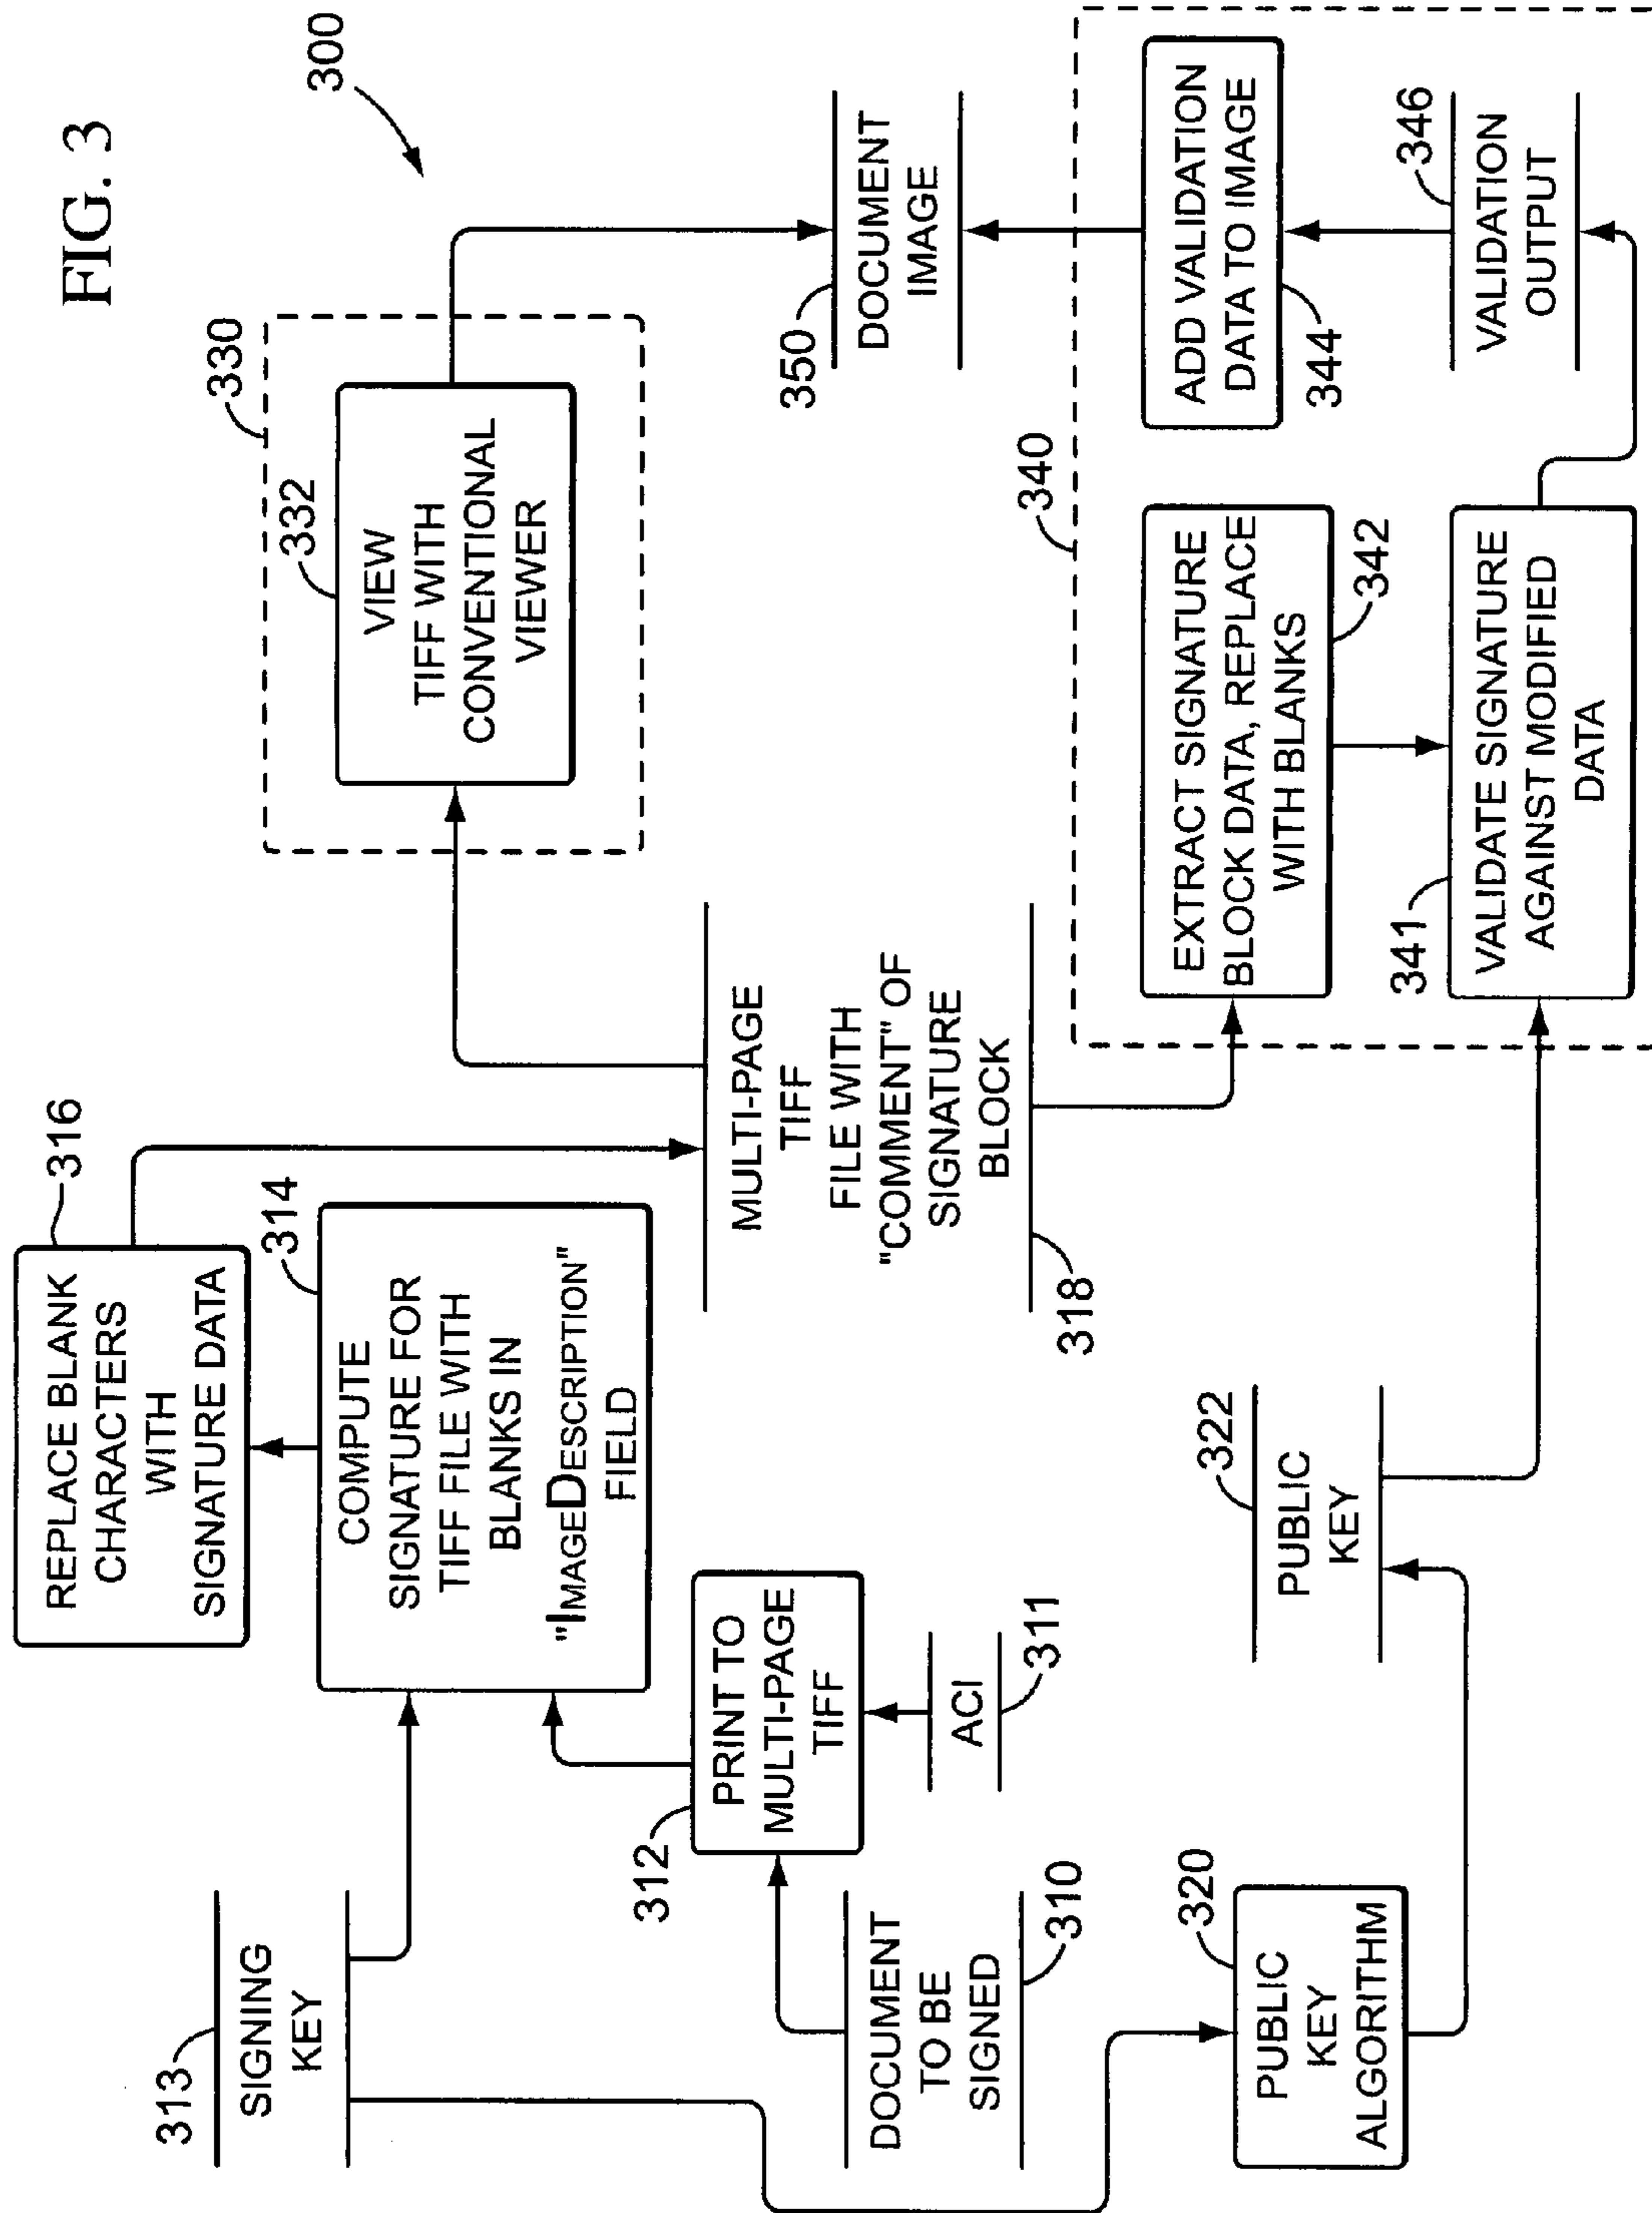 FIG. 3
300
313
SIGNING
KEY
REPLACE BLANK
CHARACTERS
WITH
SIGNATURE DATA
316
314
COMPUTE
SIGNATURE FOR
TIFF FILE WITH
BLANKS IN
"IMAGEDESCRIPTION"
FIELD
312
PRINT TO
MULTI-PAGE
TIFF
ACI
311
DOCUMENT
TO BE
SIGNED
310
320
PUBLIC
KEY
ALGORITHM
322
PUBLIC
KEY
MULTI-PAGE
TIFF
FILE WITH
"COMMENT" OF
SIGNATURE
BLOCK
318
330
332
VIEW
TIFF WITH
CONVENTIONAL
VIEWER
350
DOCUMENT
IMAGE
340
EXTRACT SIGNATURE
BLOCK DATA, REPLACE
WITH BLANKS
342
341
VALIDATE SIGNATURE
AGAINST MODIFIED
DATA
ADD VALIDATION
DATA TO IMAGE
344
346
VALIDATION
OUTPUT